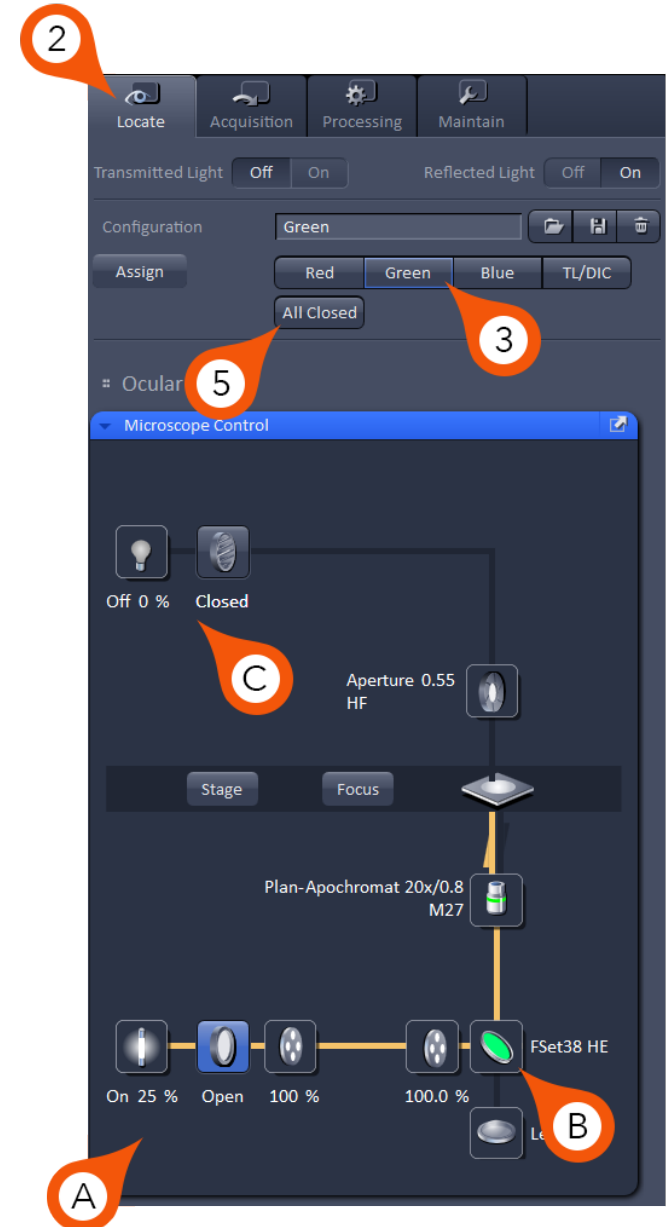 2
Locate Acquisition Processing Maintain
Transmitted Light Off On Reflected Light Off On
Configuration Green
Assign Red Green Blue TL/DIC
All Closed
3
5
Ocular
Microscope Control
Off 0 % Closed
C
Aperture 0.55
HF
Stage Focus
Plan-Apochromat 20x/0.8
M27
FSet38 HE
On 25 % Open 100 % 100.0 %
B
A